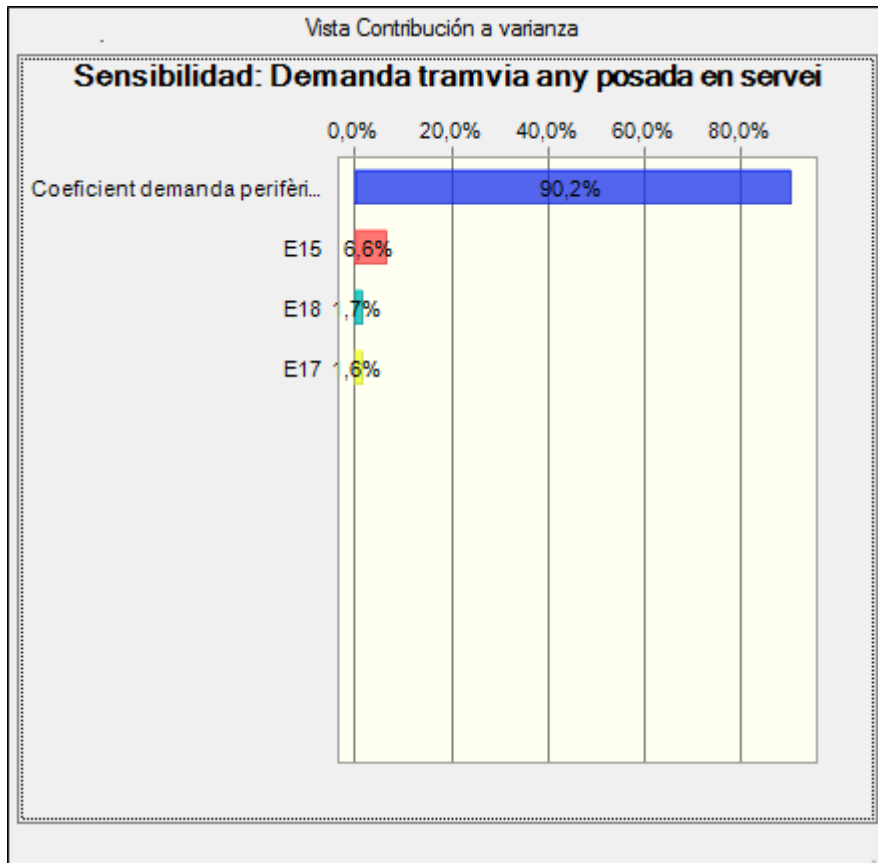 Vista Contribución a varianza
Sensibilidad: Demanda tramvia any posada en servei
0,0% 20,0% 40,0% 60,0% 80,0%
Coeficient demanda perifèri... 90,2%
E15 6,6%
E18 1,7%
E17 1,6%